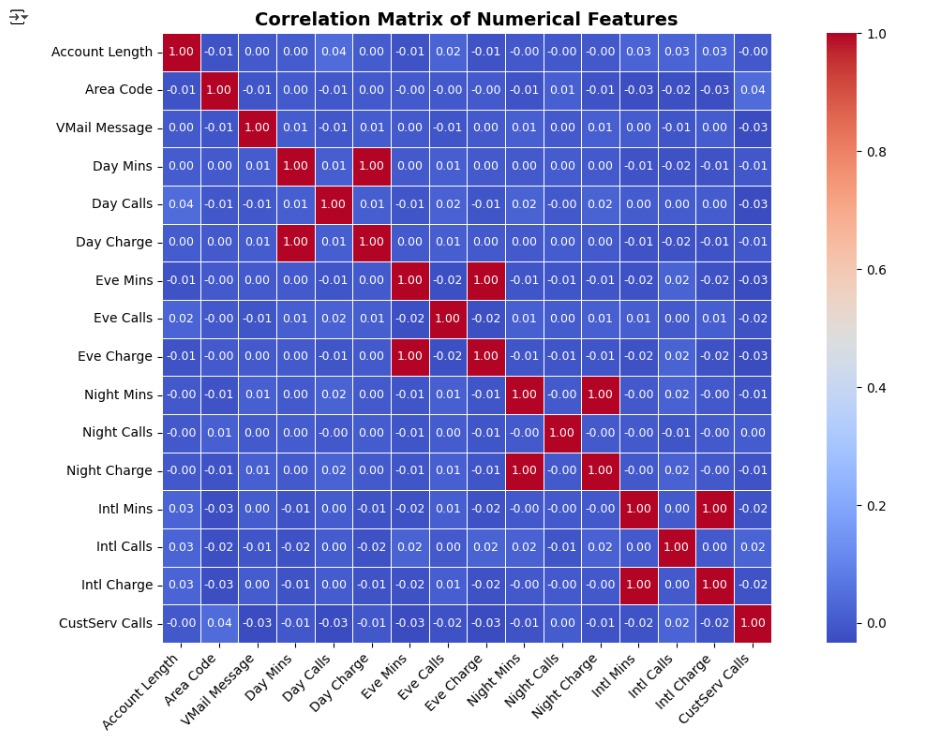 Correlation Matrix of Numerical Features
Account Length 1.00 -0.01 0.00 0.00 0.04 0.00 -0.01 0.02 -0.01 -0.00 -0.00 -0.00 0.03 0.03 0.03 -0.00
Area Code -0.01 1.00 -0.01 0.00 -0.01 0.00 -0.00 -0.00 -0.00 -0.01 0.01 -0.01 -0.03 -0.02 -0.03 0.04
VMail Message 0.00 -0.01 1.00 0.01 -0.01 0.01 0.00 -0.01 0.00 0.01 0.00 0.01 0.00 -0.01 0.00 -0.03
Day Mins 0.00 0.00 0.01 1.00 0.01 1.00 0.00 0.01 0.00 0.00 0.00 0.00 -0.01 -0.02 -0.01 -0.01
Day Calls 0.04 -0.01 -0.01 0.01 1.00 0.01 -0.01 0.02 -0.01 0.02 -0.00 0.02 0.00 0.00 0.00 -0.03
Day Charge 0.00 0.00 0.01 1.00 0.01 1.00 0.00 0.01 0.00 0.00 0.00 0.00 -0.01 -0.02 -0.01 -0.01
Eve Mins -0.01 -0.00 0.00 0.00 -0.01 0.00 1.00 -0.02 1.00 -0.01 -0.01 -0.01 -0.02 0.02 -0.02 -0.03
Eve Calls 0.02 -0.00 -0.01 0.01 0.02 0.01 -0.02 1.00 -0.02 0.01 0.00 0.01 0.01 0.00 0.01 -0.02
Eve Charge -0.01 -0.00 0.00 0.00 -0.01 0.00 1.00 -0.02 1.00 -0.01 -0.01 -0.01 -0.02 0.02 -0.02 -0.03
Night Mins -0.00 -0.01 0.01 0.00 0.02 0.00 -0.01 0.01 -0.01 1.00 -0.00 1.00 -0.00 0.02 -0.00 -0.01
Night Calls -0.00 0.01 0.00 0.00 -0.00 0.00 -0.01 0.01 -0.01 -0.00 1.00 -0.00 -0.00 -0.01 -0.00 0.00
Night Charge -0.00 -0.01 0.01 0.00 0.02 0.00 -0.01 0.01 -0.01 1.00 -0.00 1.00 -0.00 0.02 -0.00 -0.01
Intl Mins 0.03 -0.03 0.00 -0.01 0.00 -0.01 -0.02 0.01 -0.02 -0.00 -0.00 -0.00 1.00 0.00 1.00 -0.02
Intl Calls 0.03 -0.02 -0.01 -0.02 0.00 -0.02 0.02 0.00 0.02 0.02 -0.01 0.02 0.00 1.00 0.00 0.02
Intl Charge 0.03 -0.03 0.00 -0.01 0.00 -0.01 -0.02 0.01 -0.02 -0.00 -0.00 -0.00 1.00 0.00 1.00 -0.02
CustServ Calls -0.00 0.04 -0.03 -0.01 -0.03 -0.01 -0.03 -0.02 -0.03 -0.01 0.00 -0.01 -0.02 0.02 -0.02 1.00
Account Length Area Code VMail Message Day Mins Day Calls Day Charge Eve Mins Eve Calls Eve Charge Night Mins Night Calls Night Charge Intl Mins Intl Calls Intl Charge CustServ Calls
1.0
0.8
0.6
0.4
0.2
0.0